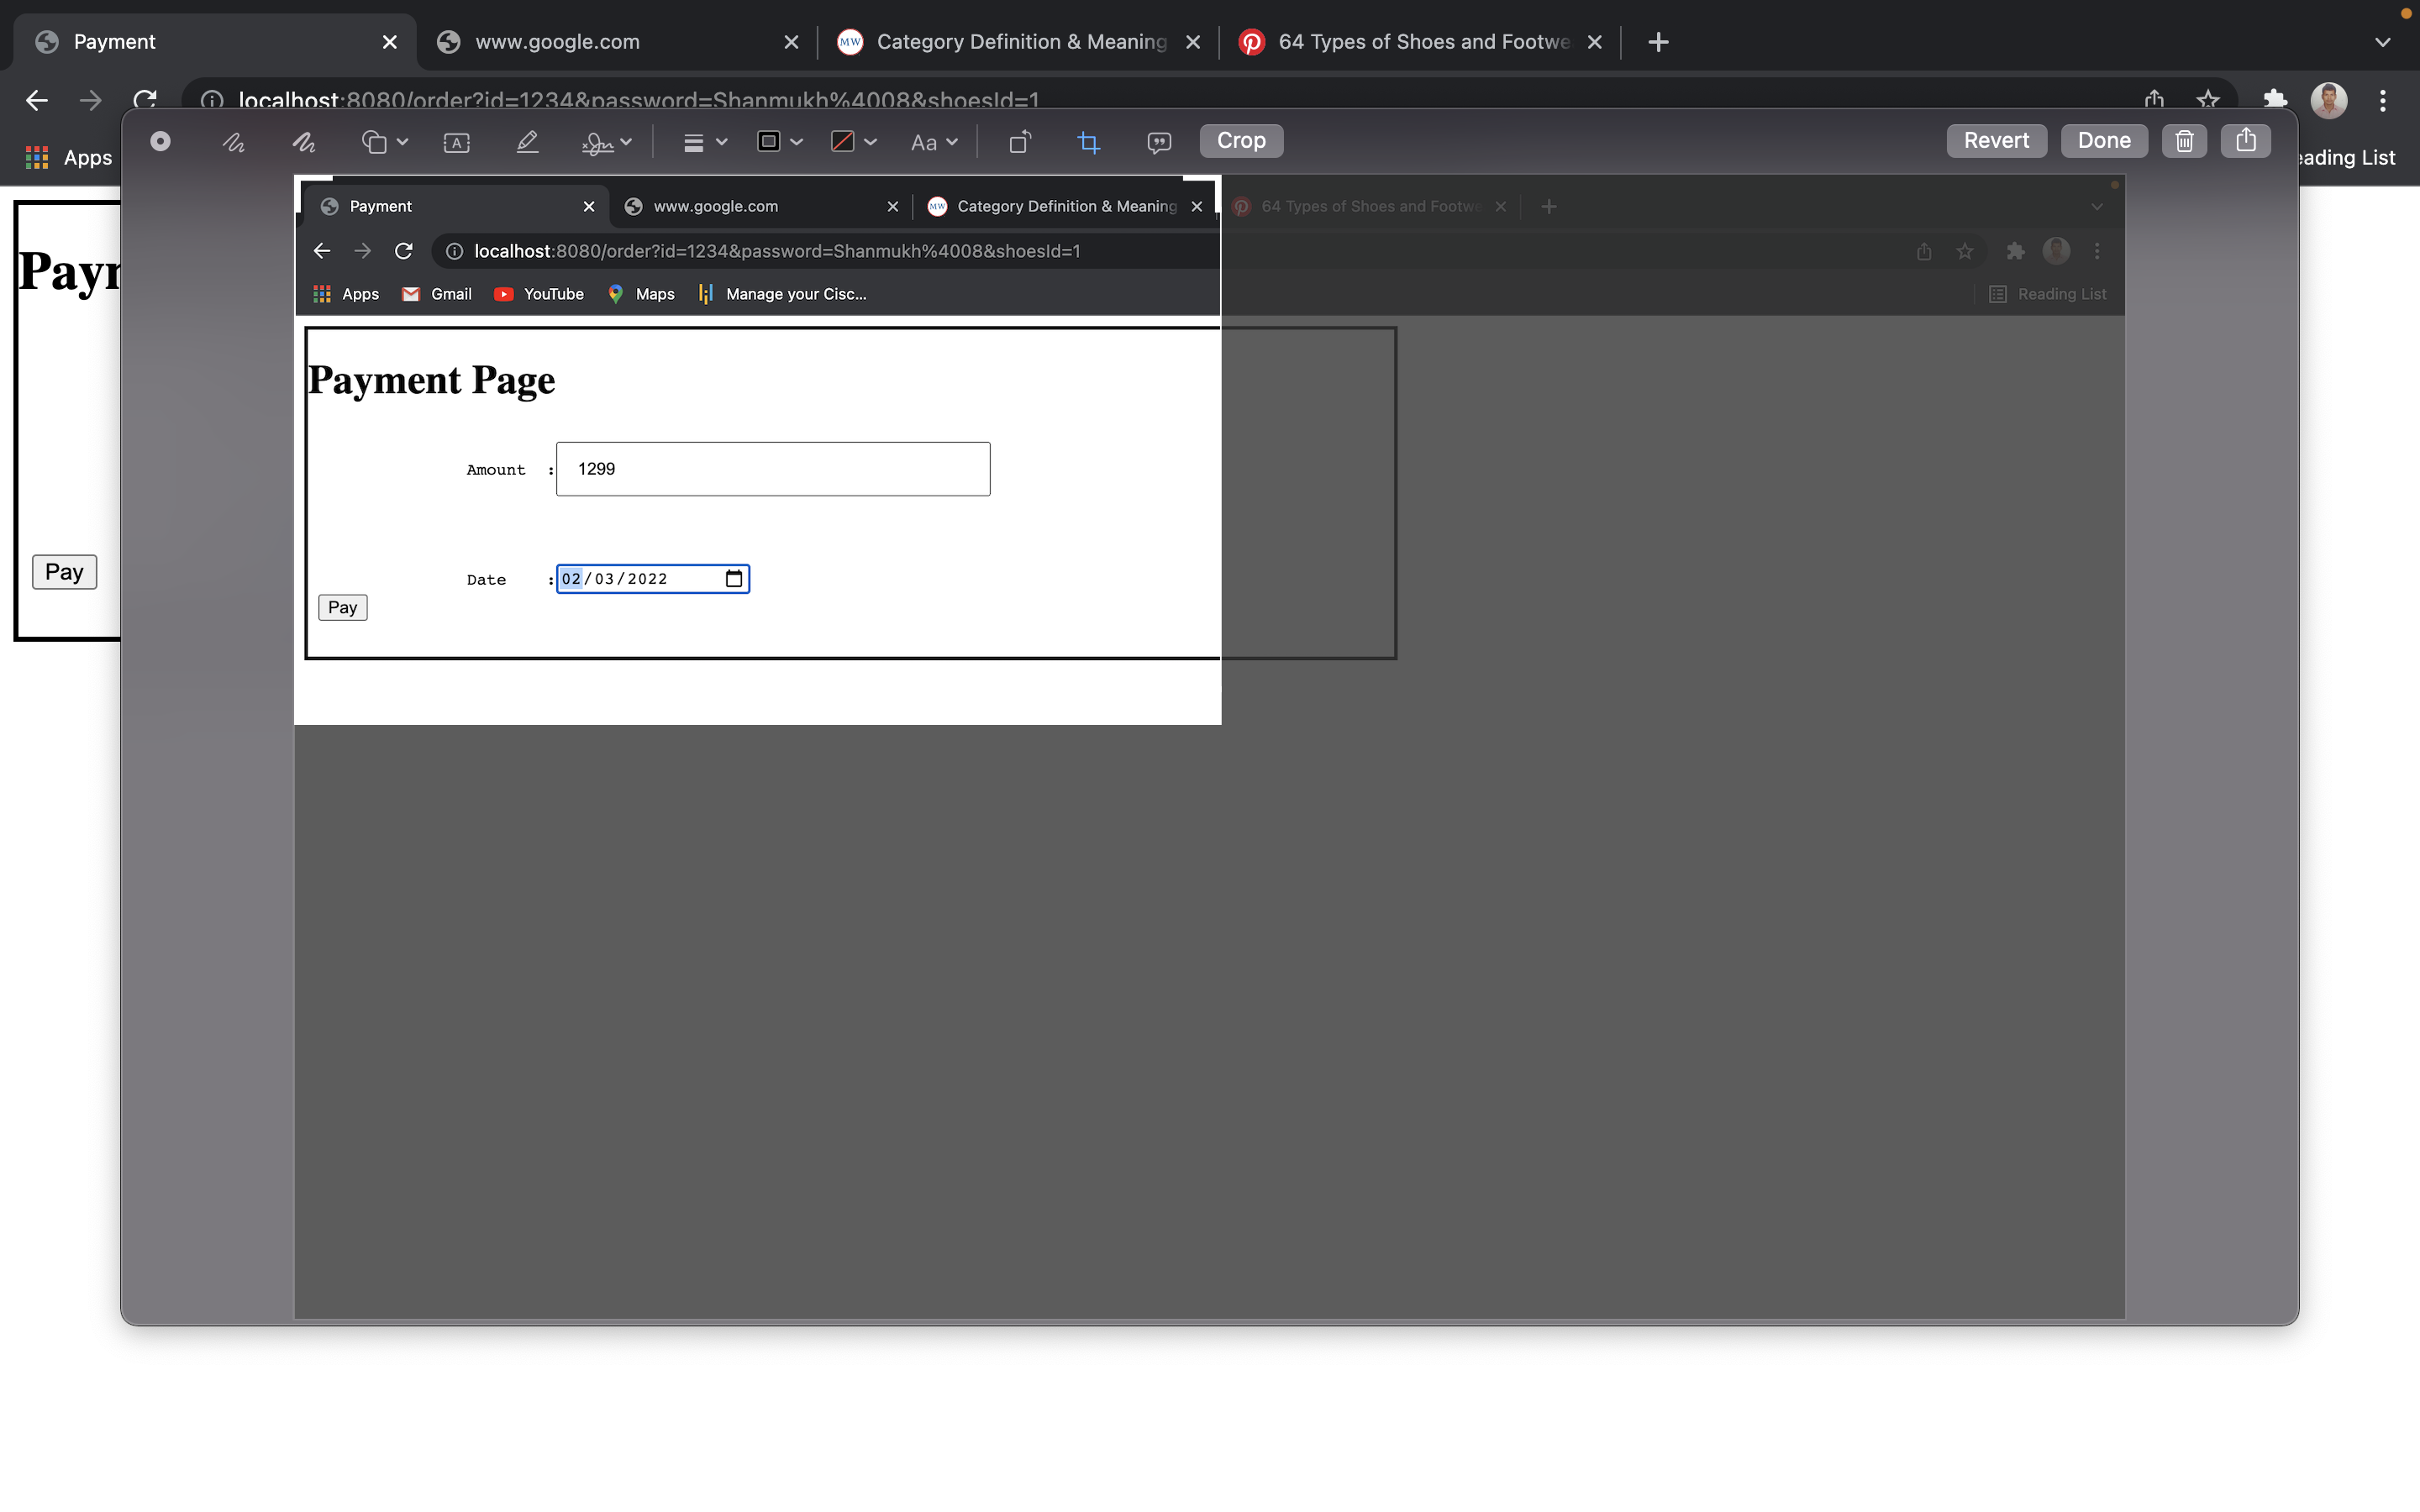 Payment
www.google.com
Category Definition & Meaning
64 Types of Shoes and Footwe
localhost:8080/order?id=1234&password=Shanmukh%4008&shoesId=1
Apps
eading List
Aa
Crop
Revert
Done
Payment
www.google.com
MW
Category Definition & Meaning
64 Types of Shoes and Footwe
localhost:8080/order?id=1234&password=Shanmukh%4008&shoesId=1
Apps
Gmail
YouTube
Maps
Manage your Cisc...
Reading List
Payment Page
Amount :
1299
Date :
02/03/2022
Pay
Payr
Pay